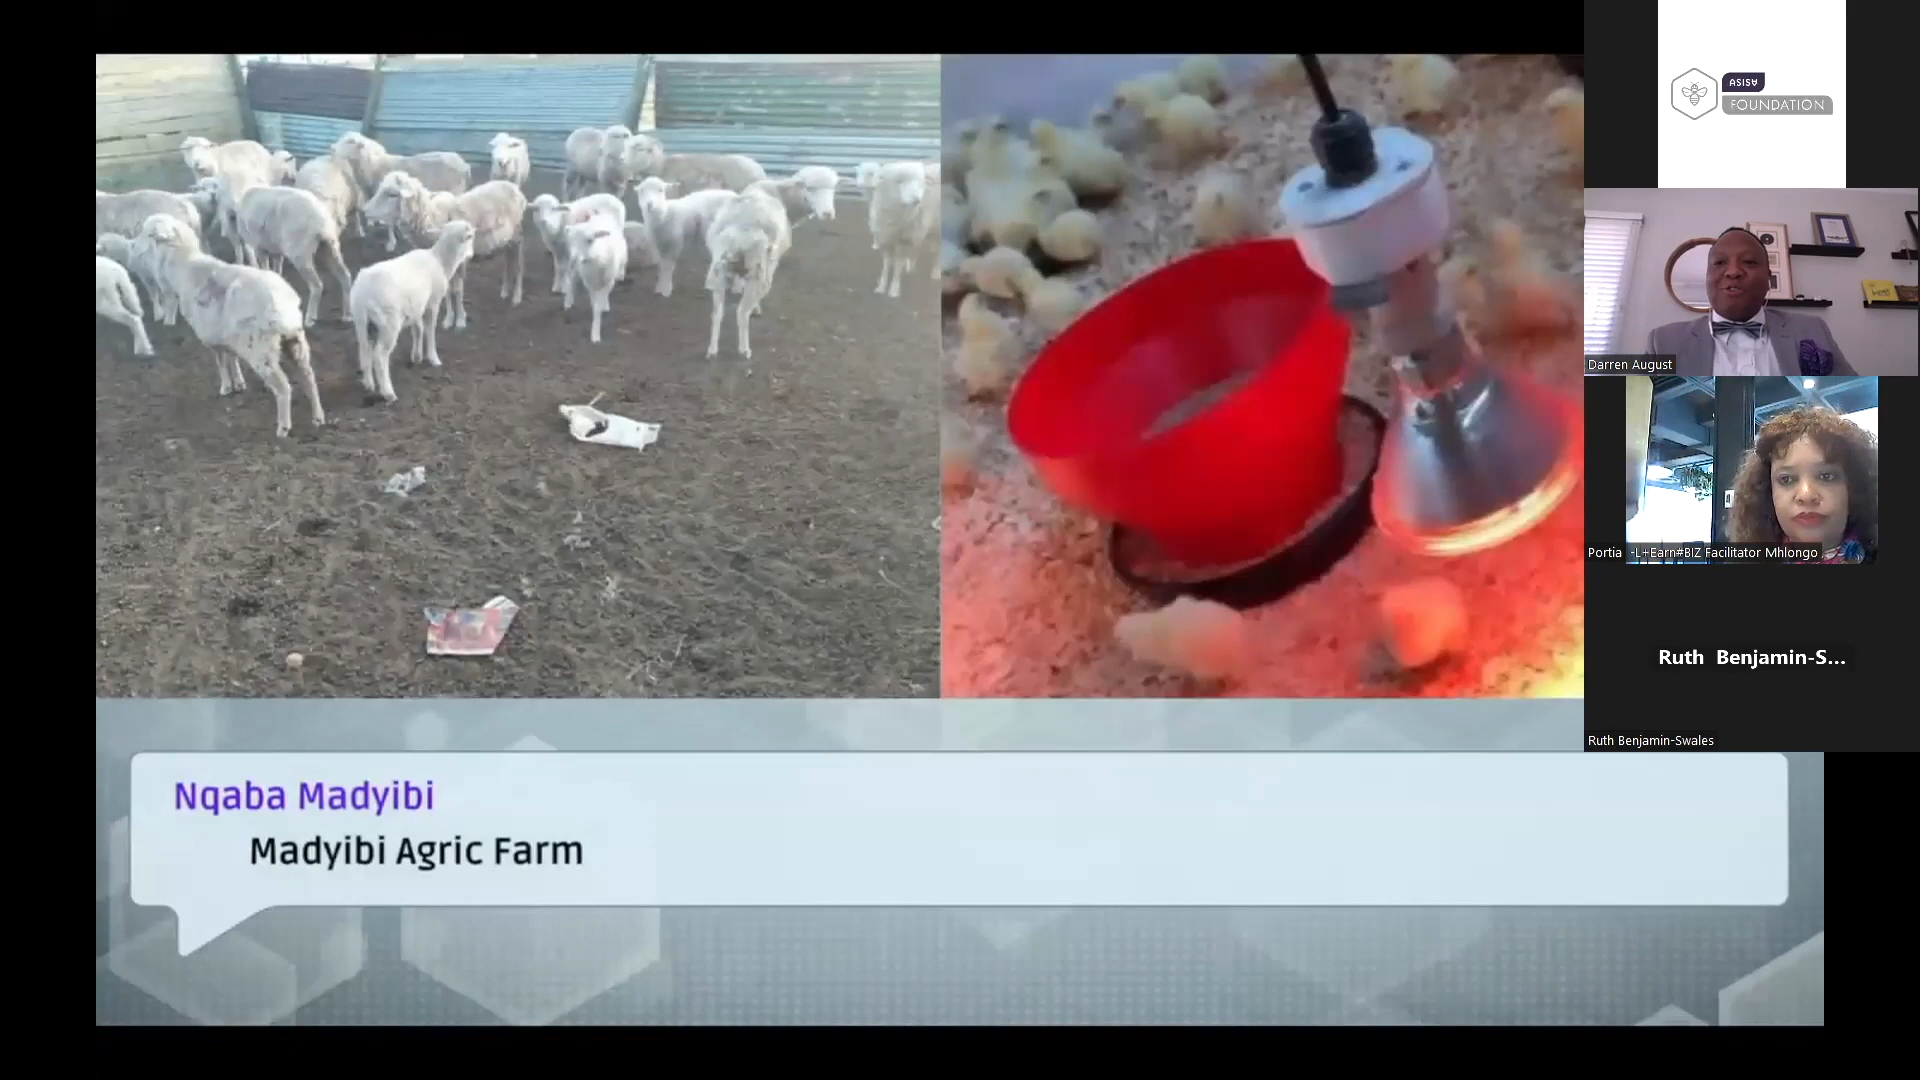 ASISA
FOUNDATION
Darren August
Portia -L+Earn#BIZ Facilitator Mhlongo
Ruth Benjamin-S...
Ruth Benjamin-Swales
Nqaba Madyibi
Madyibi Agric Farm